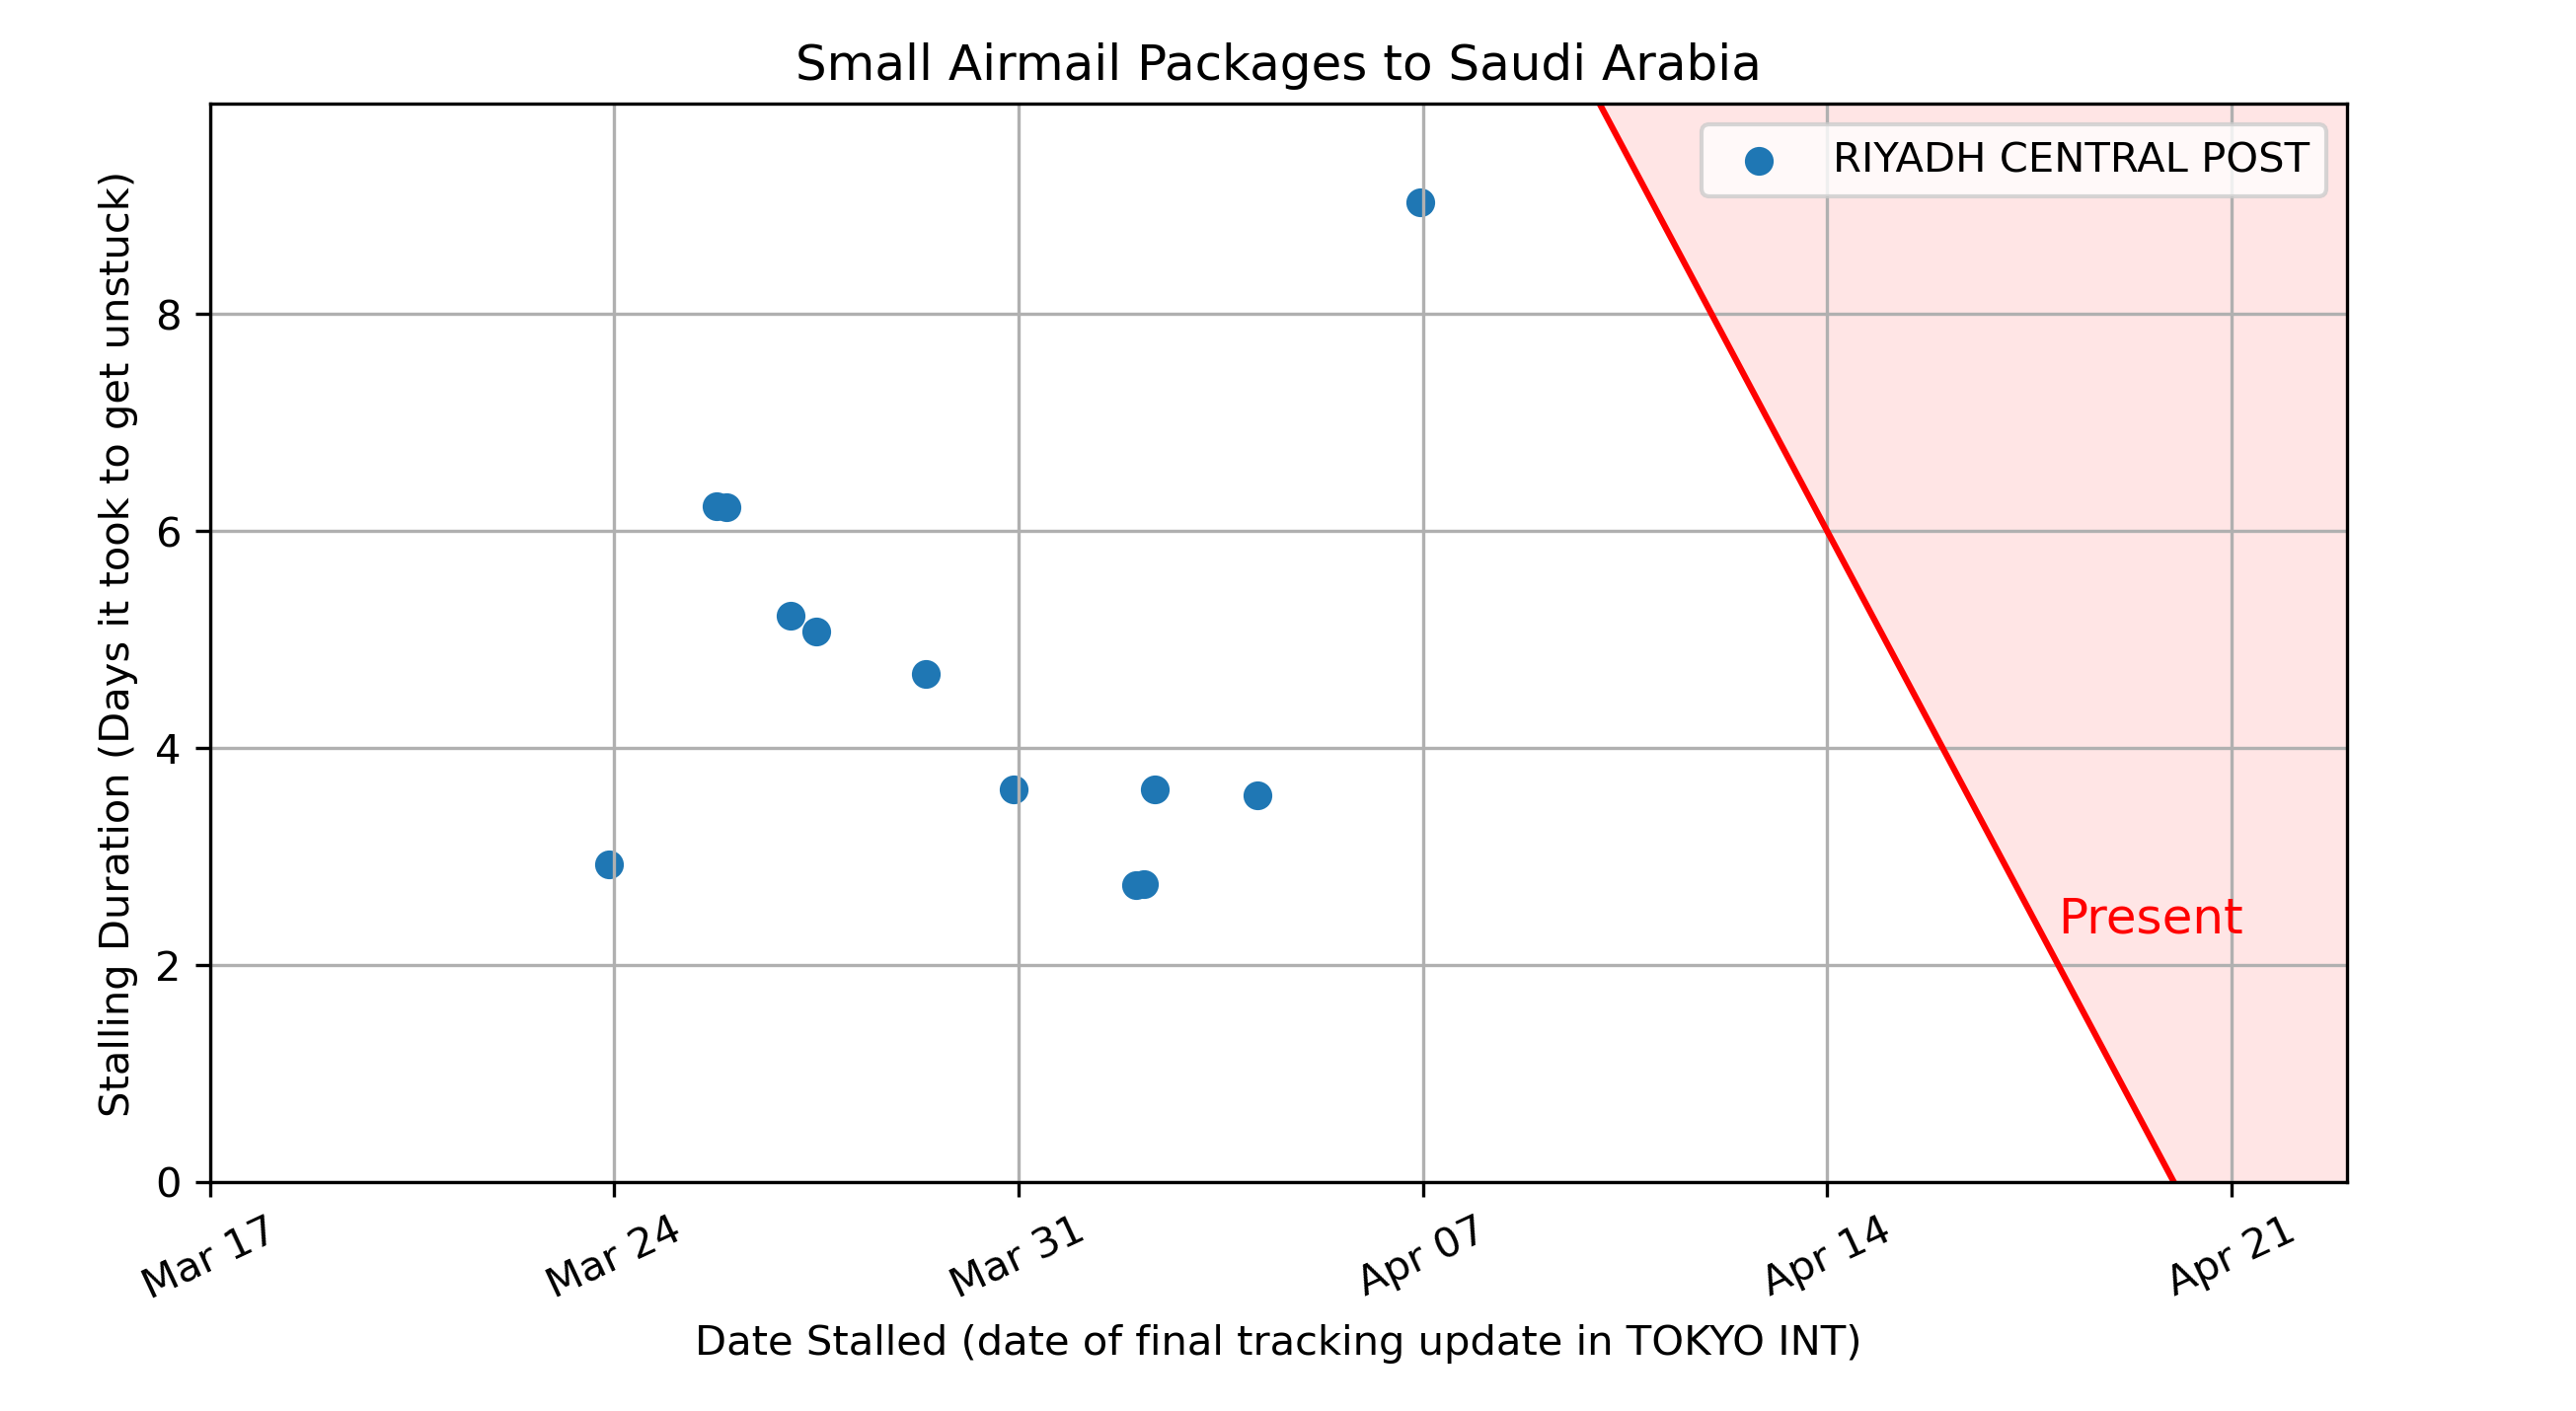 Small Airmail Packages to Saudi Arabia
RIYADH CENTRAL POST
Stalling Duration (Days it took to get unstuck)
8
6
4
2
0
Present
Mar 17
Mar 24
Mar 31
Apr 07
Apr 14
Apr 21
Date Stalled (date of final tracking update in TOKYO INT)